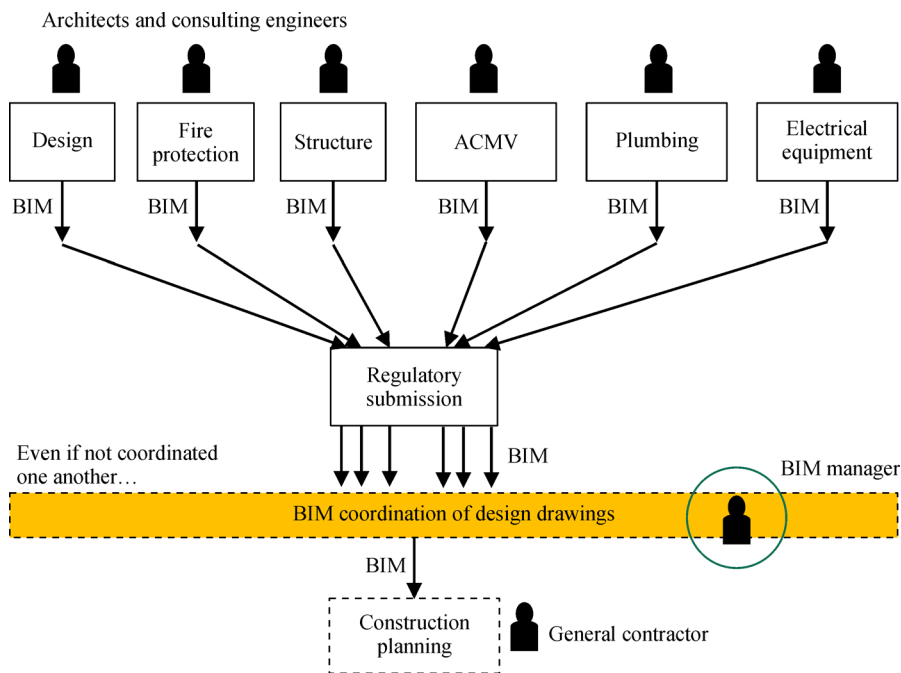 Architects and consulting engineers
Design
Fire
protection
Structure
ACMV
Plumbing
Electrical
equipment
BIM
BIM
BIM
BIM
BIM
BIM
Regulatory
submission
Even if not coordinated
one another…
BIM
BIM manager
BIM coordination of design drawings
BIM
Construction
planning
General contractor